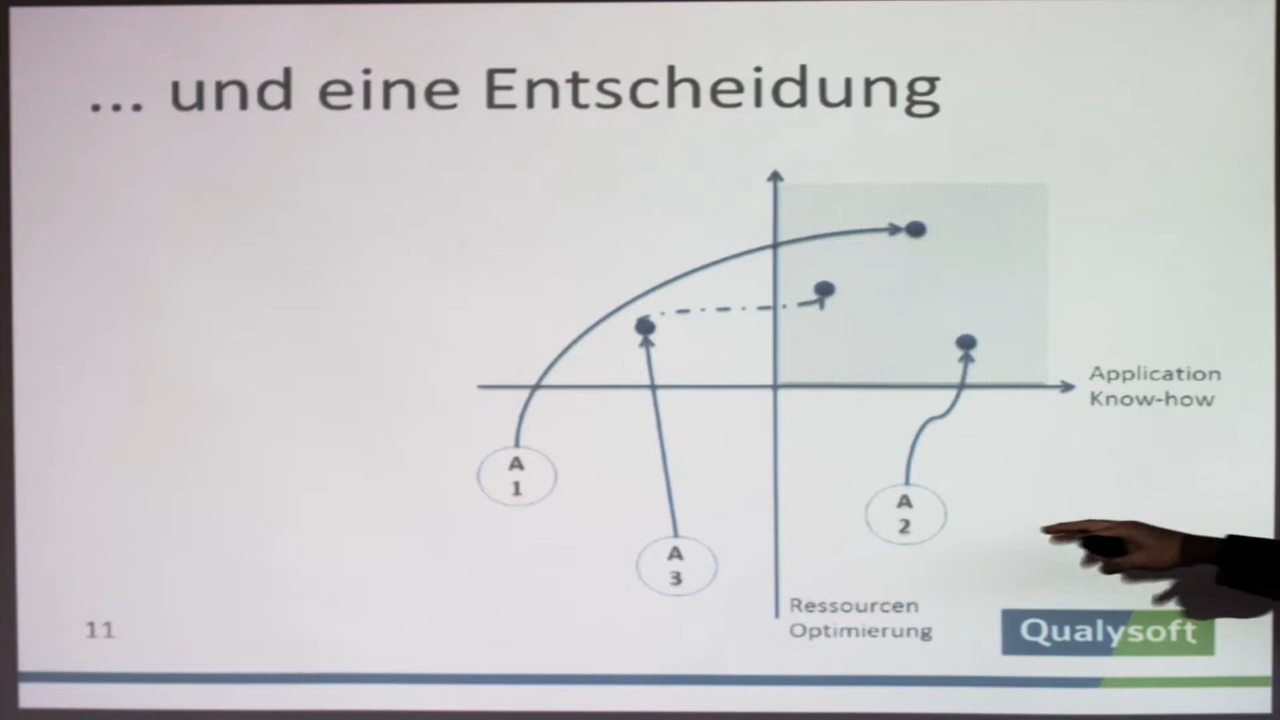 ... und eine Entscheidung
Application
Know-how
A
1
A
2
A
3
Ressourcen
Optimierung
11
Qualysoft